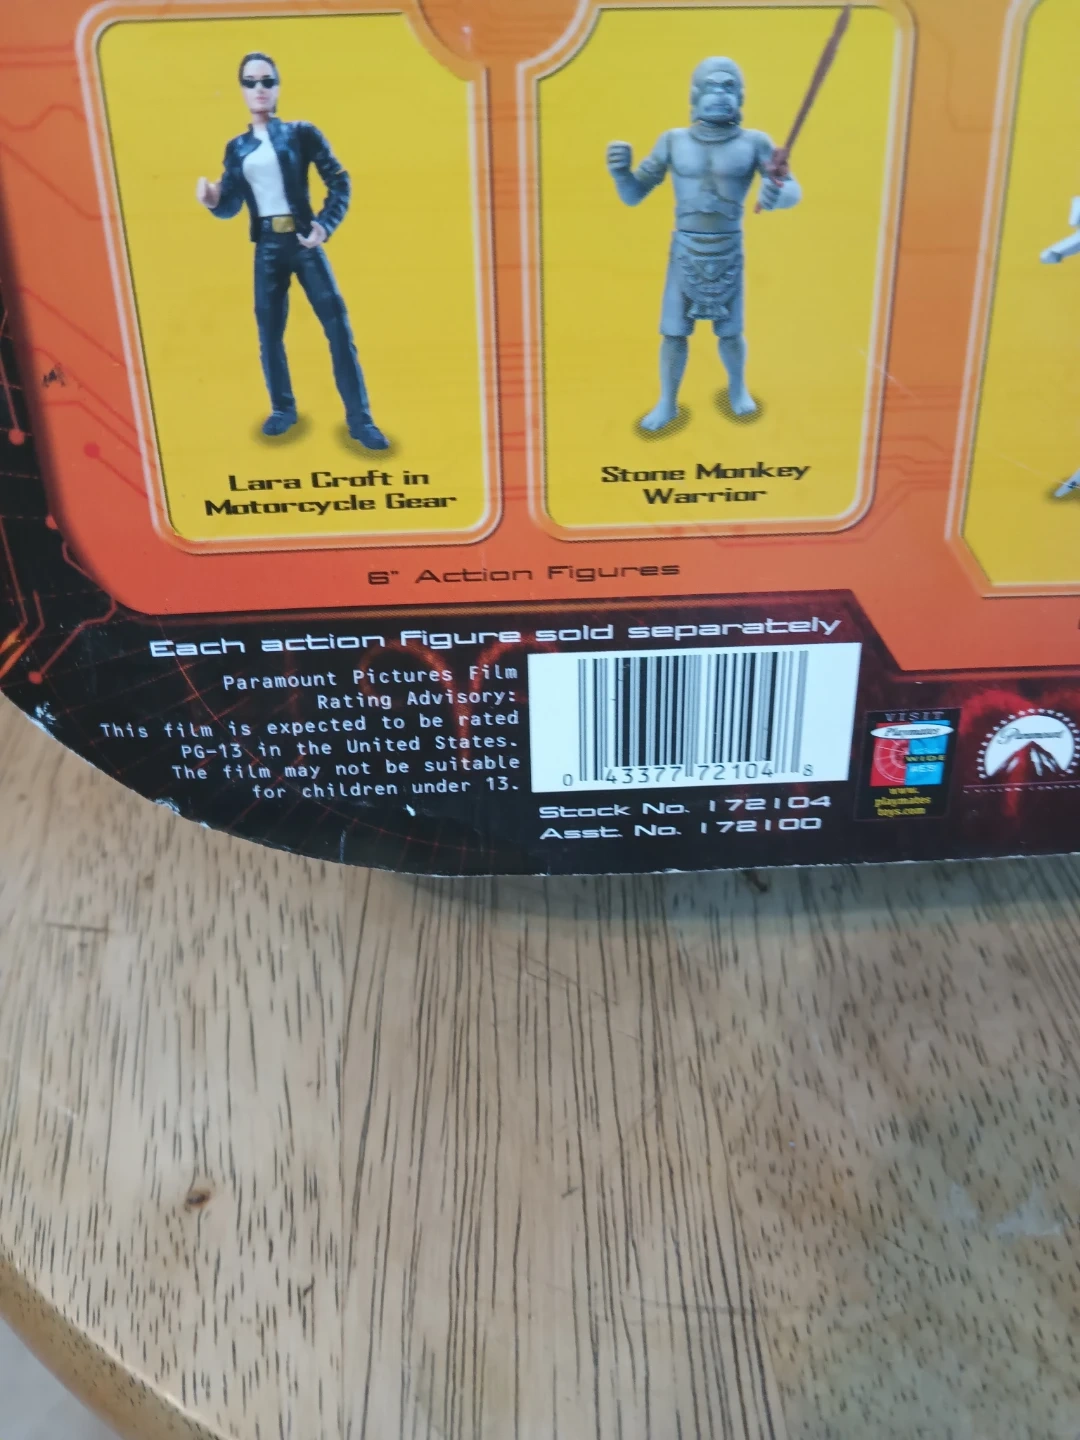 Lara Croft in
Motorcycle Gear
Stone Monkey
Warrior
6" Action Figures
Each action figure sold separately
Paramount Pictures Film
Rating Advisory:
This film is expected to be rated
PG-13 in the United States.
The film may not be suitable
for children under 13.
0 43377 72104 8
Stock No. 172104
Asst. No. 172100
VISIT
Playmates
WIDE
WEB
www.
playmates
toys.com
Paramount